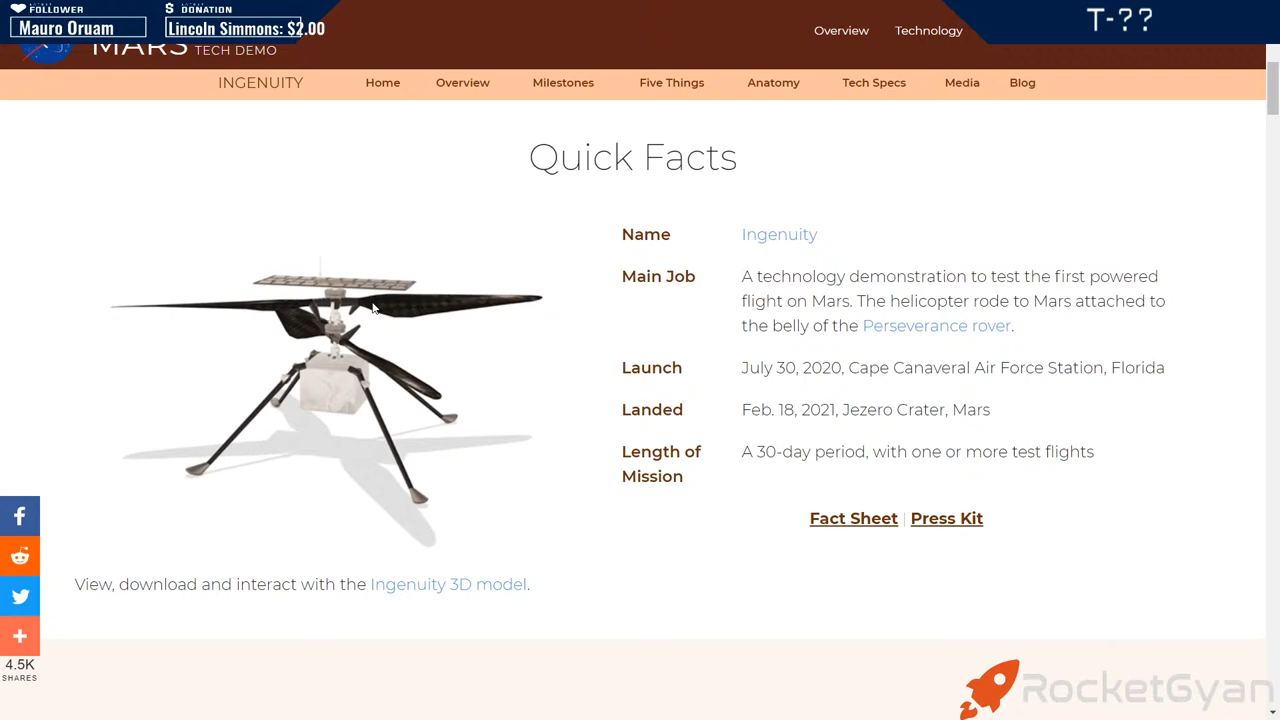 FOLLOWER
Mauro Oruam
DONATION
Lincoln Simmons: $2.00
T-??
MARS
TECH DEMO
Overview
Technology
INGENUITY
Home
Overview
Milestones
Five Things
Anatomy
Tech Specs
Media
Blog
Quick Facts
Name
Ingenuity
Main Job
A technology demonstration to test the first powered
flight on Mars. The helicopter rode to Mars attached to
the belly of the Perseverance rover.
Launch
July 30, 2020, Cape Canaveral Air Force Station, Florida
Landed
Feb. 18, 2021, Jezero Crater, Mars
Length of
Mission
A 30-day period, with one or more test flights
Fact Sheet | Press Kit
View, download and interact with the Ingenuity 3D model.
4.5K
SHARES
RocketGyan